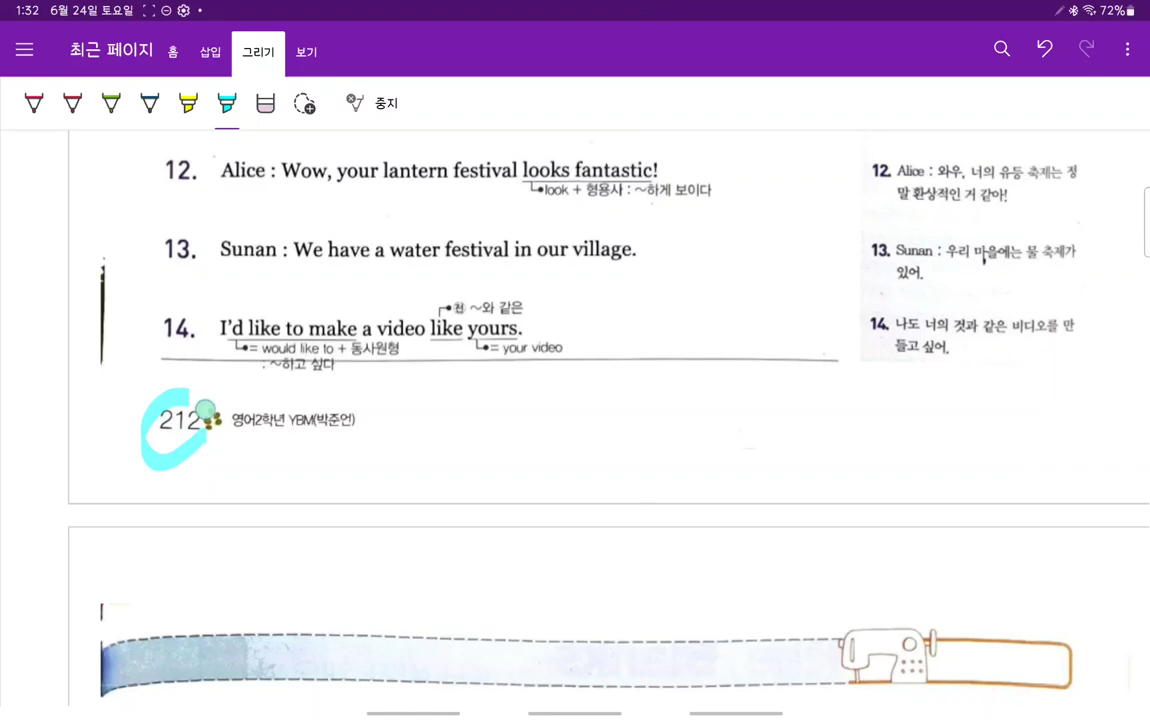 1:32 6월 24일 토요일 72%
최근 페이지 홈 삽입 그리기 보기
중지
12. Alice : Wow, your lantern festival looks fantastic!
look + 형용사 : ~하게 보이다
13. Sunan : We have a water festival in our village.
전 ~와 같은
14. I'd like to make a video like yours.
= would like to + 동사원형
: ~하고 싶다
= your video
212 영어2학년 YBM(박준언)
12. Alice : 와우, 너의 유등 축제는 정
말 환상적인 거 같아!
13. Sunan : 우리 마을에는 물 축제가
있어.
14. 나도 너의 것과 같은 비디오를 만
들고 싶어.